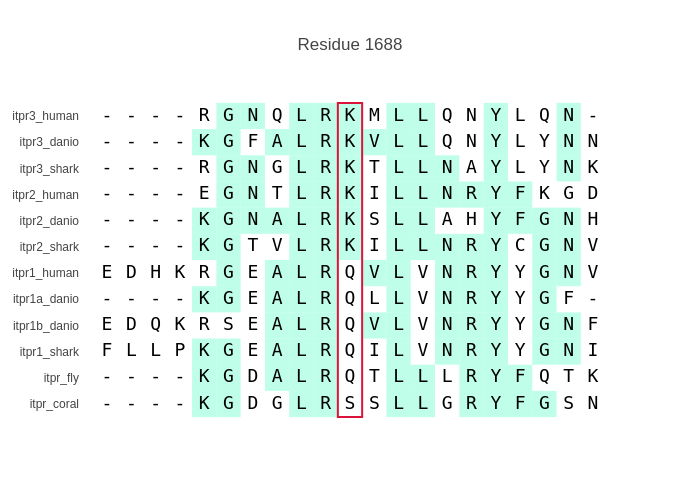 Residue 1688
itpr3_human - - - - R G N Q L R K M L L Q N Y L Q N -
itpr3_danio - - - - K G F A L R K V L L Q N Y L Y N N
itpr3_shark - - - - R G N G L R K T L L N A Y L Y N K
itpr2_human - - - - E G N T L R K I L L N R Y F K G D
itpr2_danio - - - - K G N A L R K S L L A H Y F G N H
itpr2_shark - - - - K G T V L R K I L L N R Y C G N V
itpr1_human E D H K R G E A L R Q V L V N R Y Y G N V
itpr1a_danio - - - - K G E A L R Q L L V N R Y Y G F -
itpr1b_danio E D Q K R S E A L R Q V L V N R Y Y G N F
itpr1_shark F L L P K G E A L R Q I L V N R Y Y G N I
itpr_fly - - - - K G D A L R Q T L L L R Y F Q T K
itpr_coral - - - - K G D G L R S S L L G R Y F G S N